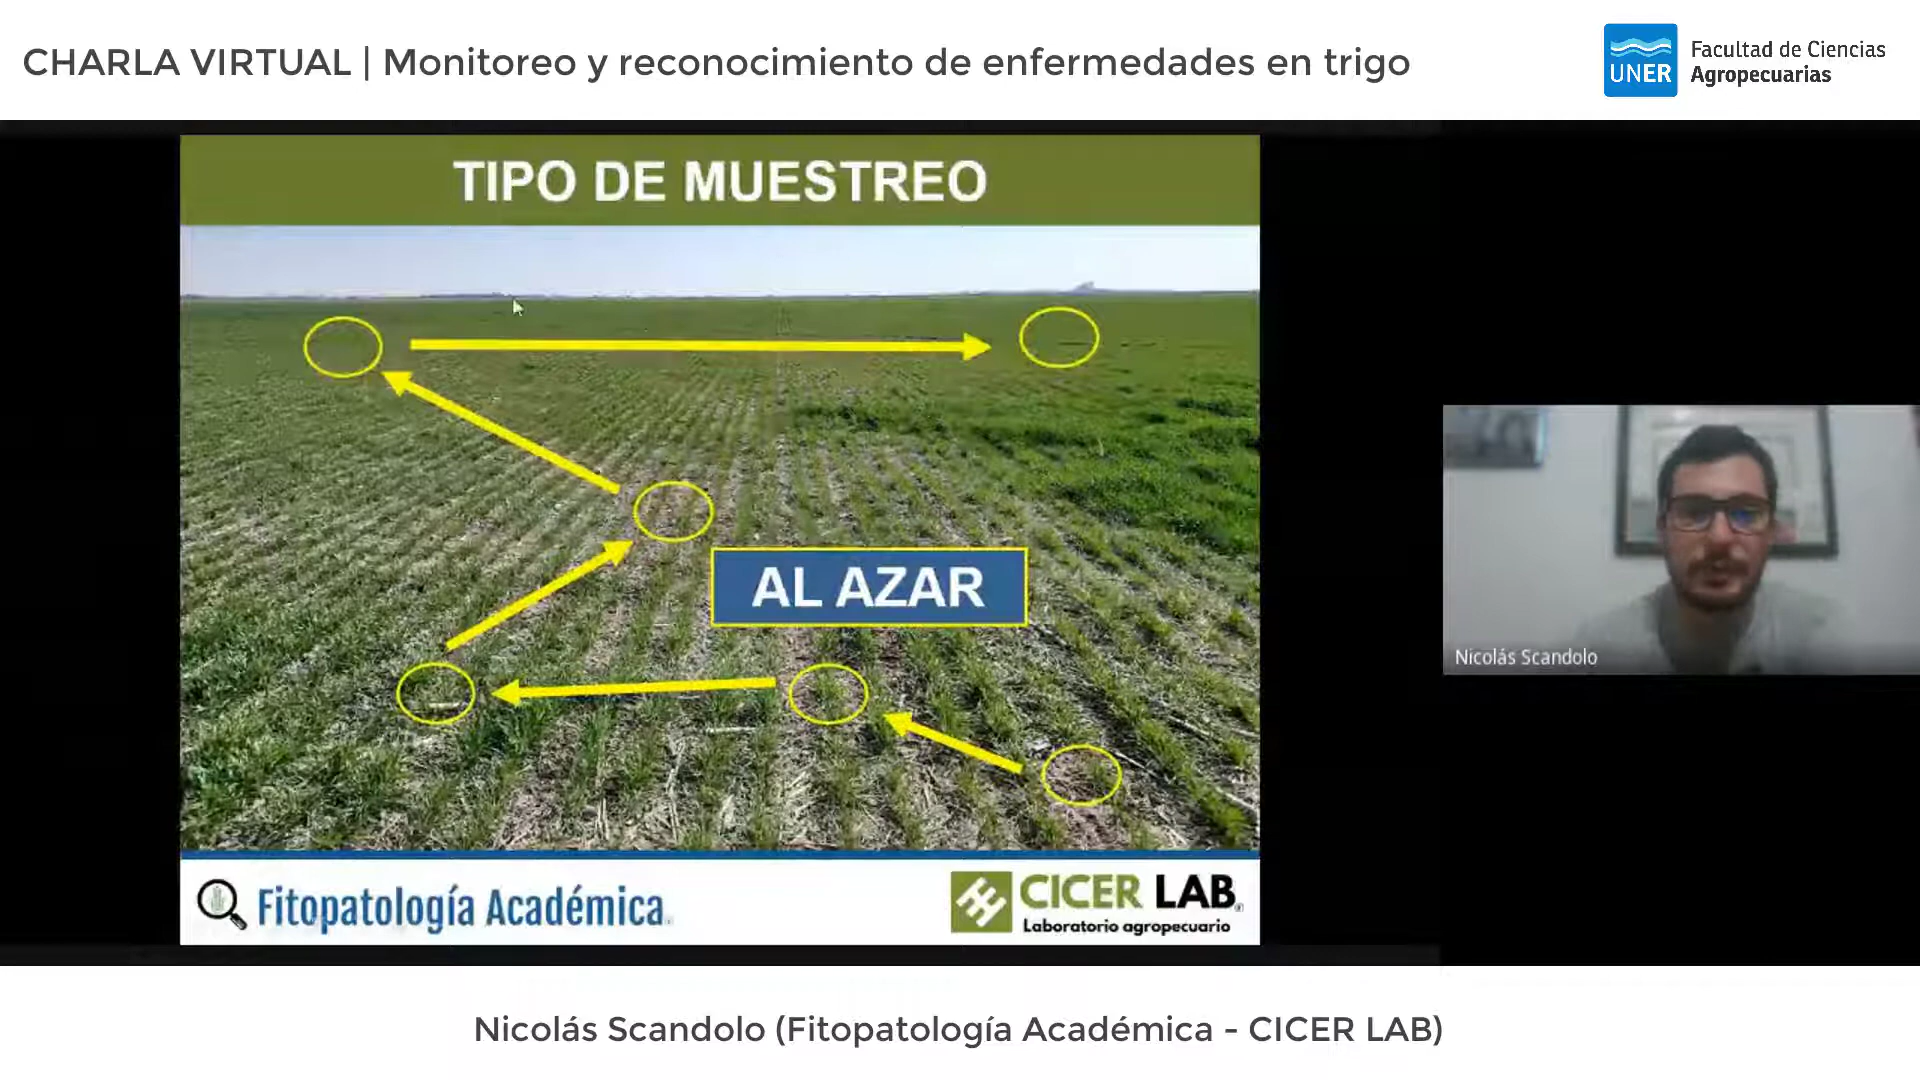 CHARLA VIRTUAL | Monitoreo y reconocimiento de enfermedades en trigo
UNER
Facultad de Ciencias
Agropecuarias
TIPO DE MUESTREO
AL AZAR
Nicolás Scandolo
Fitopatología Académica
CICER LAB
Laboratorio agropecuario
Nicolás Scandolo (Fitopatología Académica - CICER LAB)